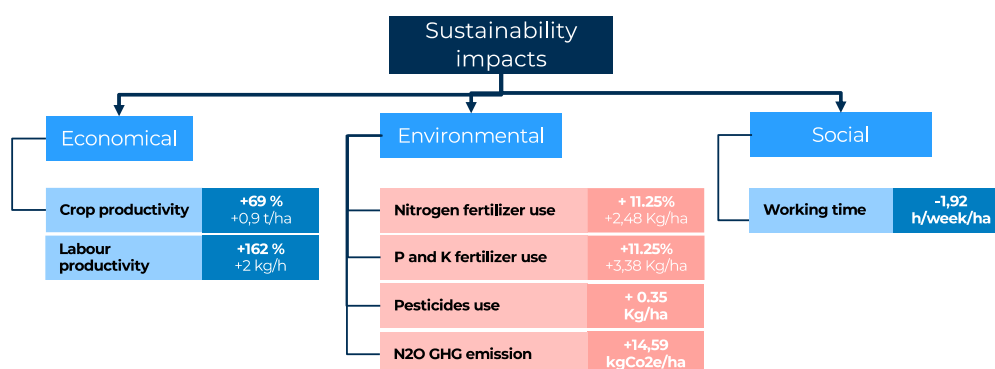 Sustainability
impacts
Economical
Environmental
Social
Crop productivity
+69 %
+0,9 t/ha
Labour
productivity
+162 %
+2 kg/h
Nitrogen fertilizer use
+ 11.25%
+2,48 Kg/ha
P and K fertilizer use
+11.25%
+3,38 Kg/ha
Pesticides use
+ 0.35
Kg/ha
N2O GHG emission
+14,59
kgCo2e/ha
Working time
-1,92
h/week/ha